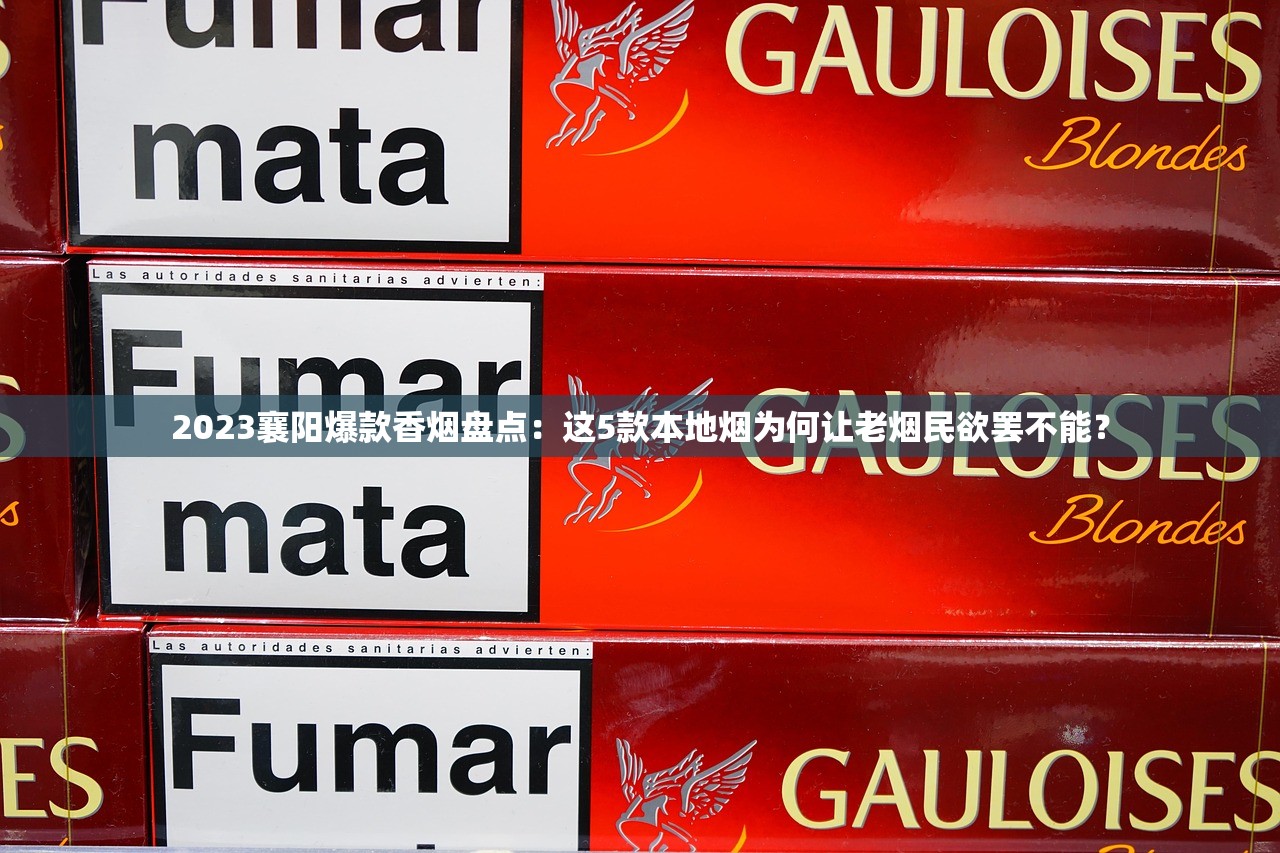 Fumar
mata
GAULOISES
Blondes
Las autoridades sanitarias advierten:
Fumar
mata
GAULOISES
Blondes
2023襄阳爆款香烟盘点：这5款本地烟为何让老烟民欲罢不能？
Las autoridades sanitarias advierten:
Fumar
ES
GAULOISES